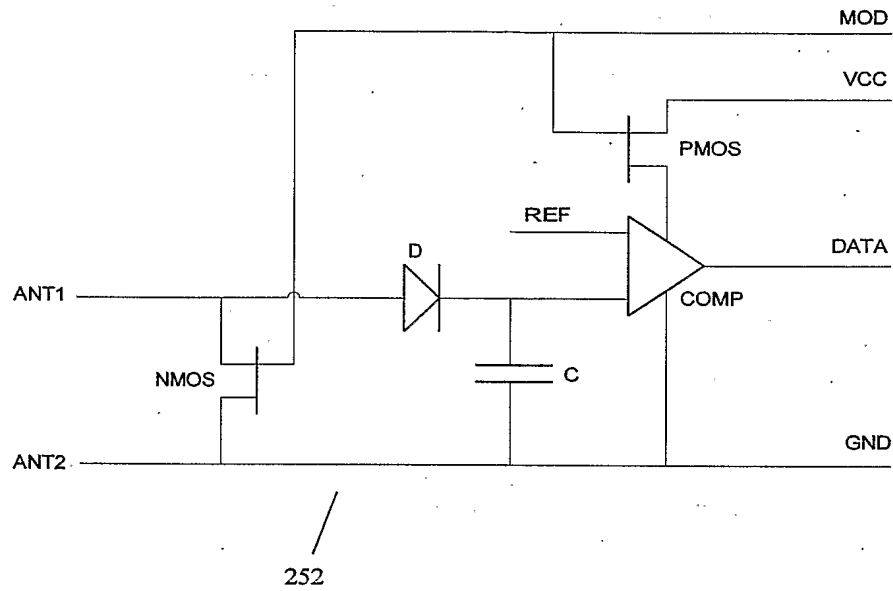 MOD
VCC
PMOS
REF
D
DATA
ANT1
COMP
NMOS
C
ANT2
GND
252